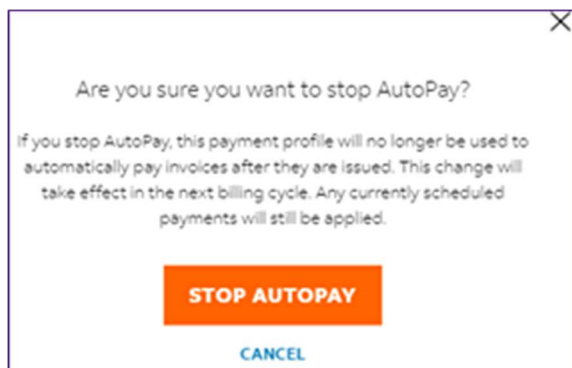 Are you sure you want to stop AutoPay?
If you stop AutoPay, this payment profile will no longer be used to
automatically pay invoices after they are issued. This change will
take effect in the next billing cycle. Any currently scheduled
payments will still be applied.
STOP AUTOPAY
CANCEL